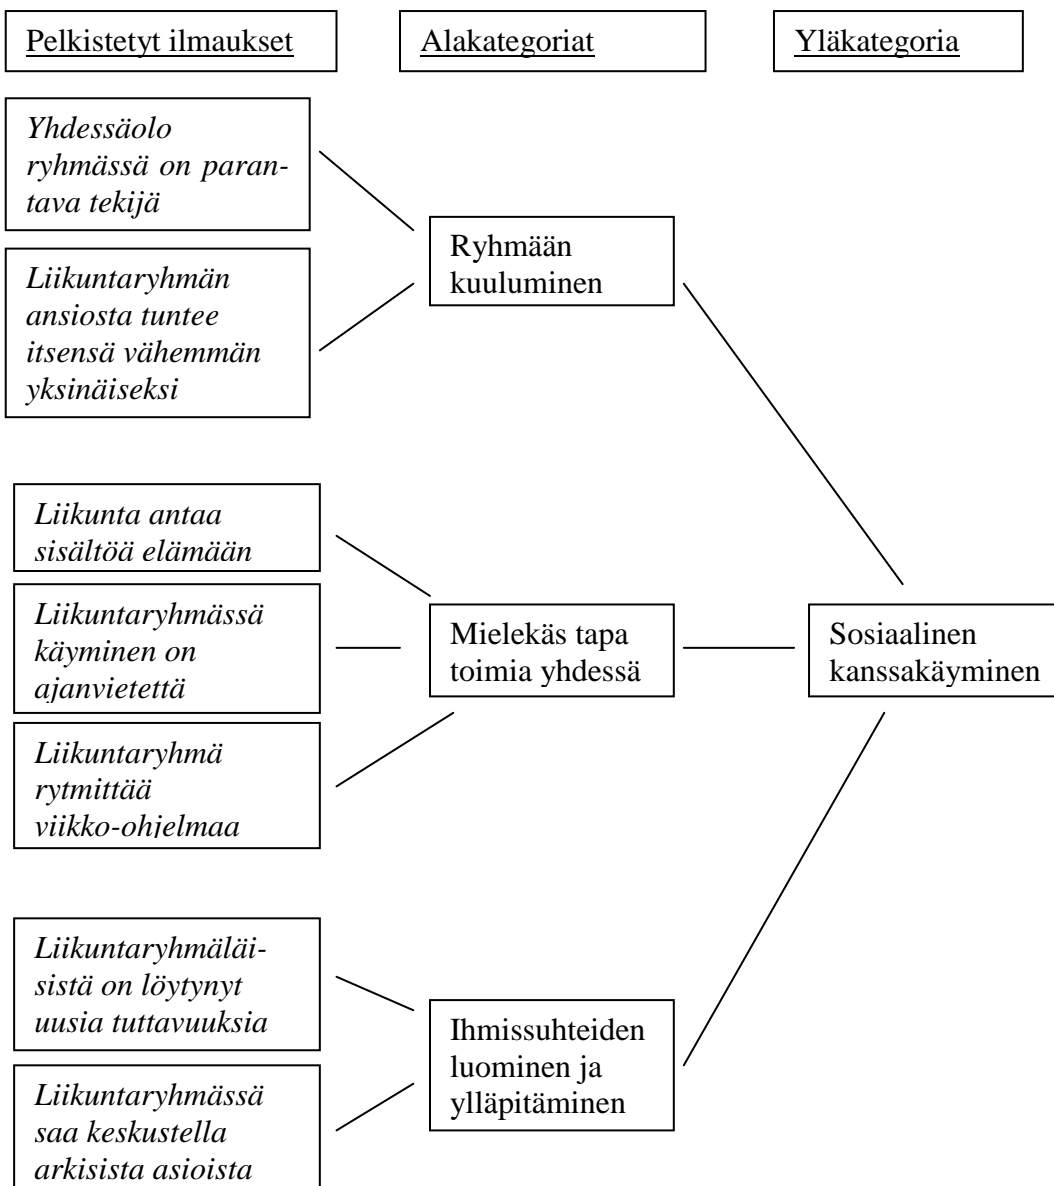 Pelkistetyt ilmaukset
Alakategoriat
Yläkategoria
Yhdessäolo
ryhmässä on paran-
tava tekijä
Liikuntaryhmän
ansiosta tuntee
itsensä vähemmän
yksinäiseksi
Ryhmään
kuuluminen
Liikunta antaa
sisältöä elämään
Liikuntaryhmässä
käyminen on
ajanvietettä
Liikuntaryhmä
rytmittää
viikko-ohjelmaa
Mielekäs tapa
toimia yhdessä
Sosiaalinen
kanssakäyminen
Liikuntaryhmäläi-
sistä on löytynyt
uusia tuttavuuksia
Liikuntaryhmässä
saa keskustella
arkisista asioista
Ihmissuhteiden
luominen ja
ylläpitäminen